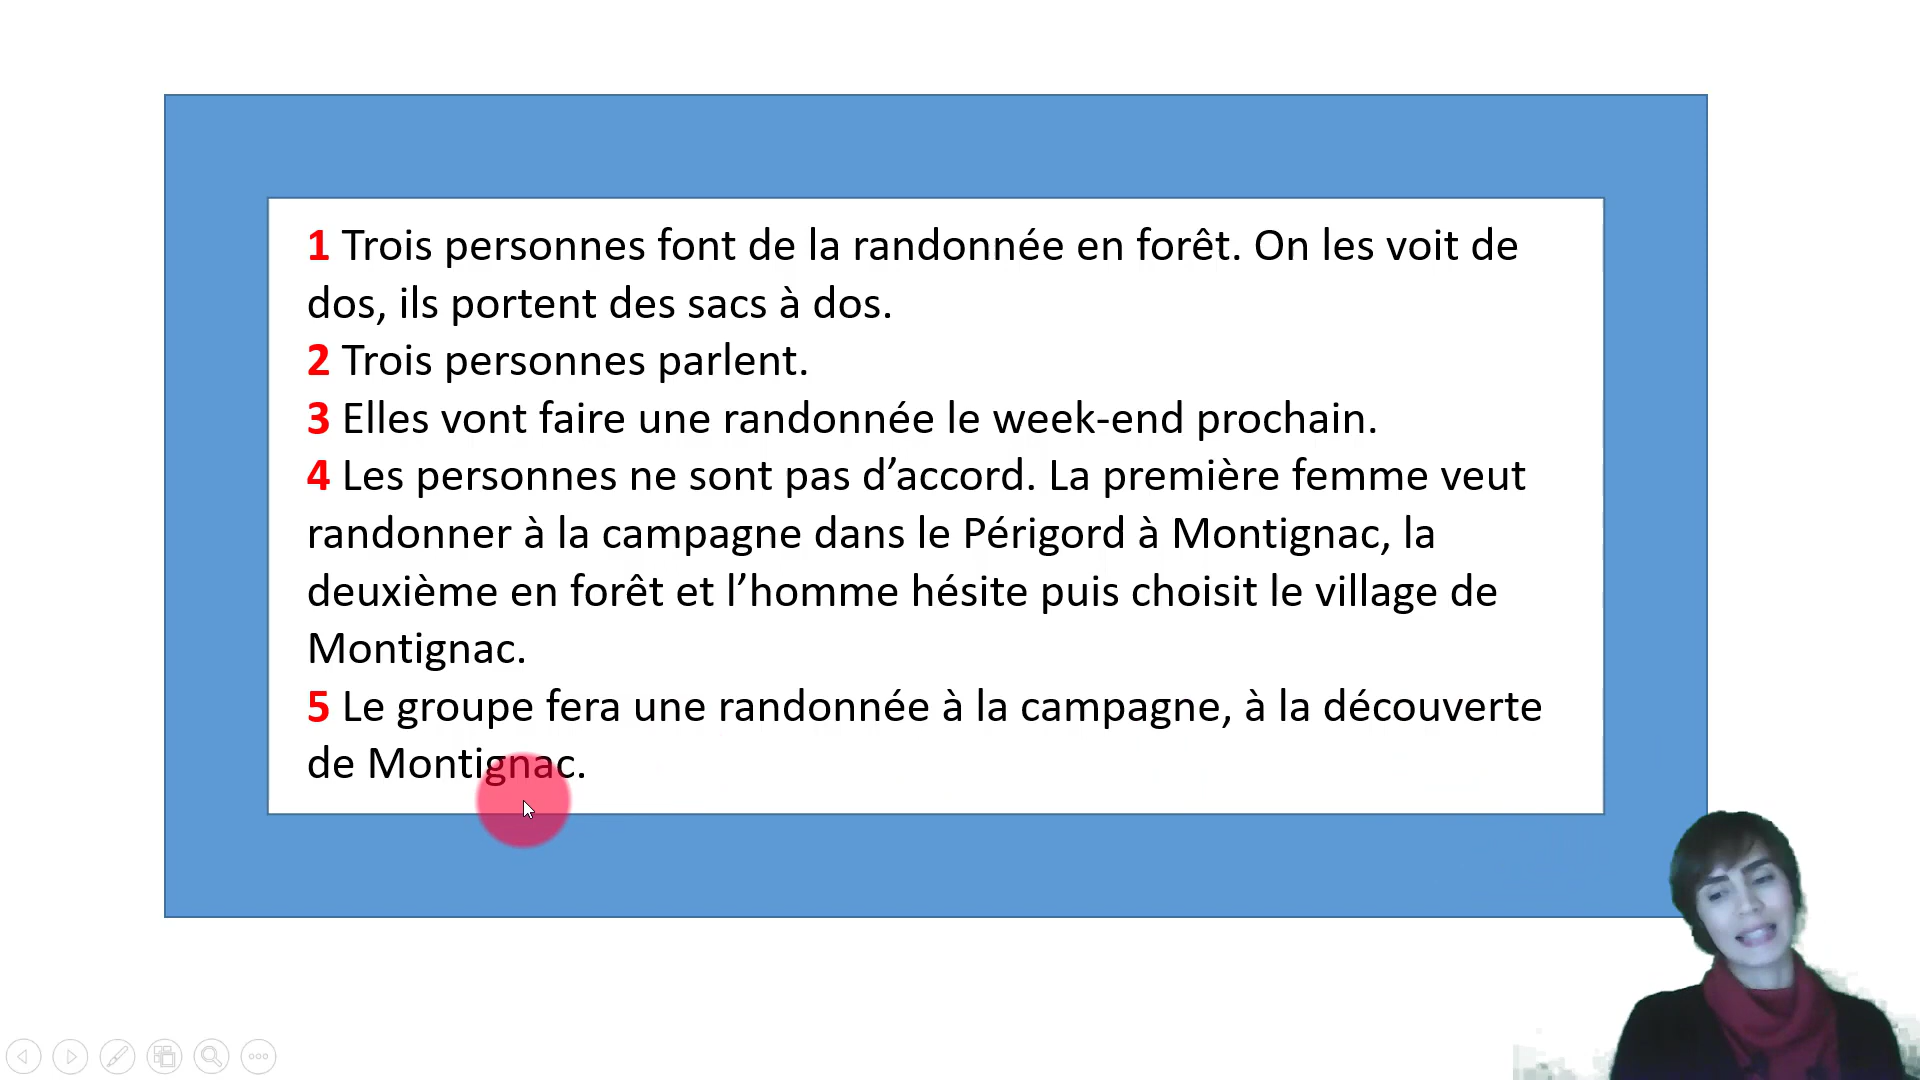 1 Trois personnes font de la randonnée en forêt. On les voit de
dos, ils portent des sacs à dos.
2 Trois personnes parlent.
3 Elles vont faire une randonnée le week-end prochain.
4 Les personnes ne sont pas d’accord. La première femme veut
randonner à la campagne dans le Périgord à Montignac, la
deuxième en forêt et l’homme hésite puis choisit le village de
Montignac.
5 Le groupe fera une randonnée à la campagne, à la découverte
de Montignac.